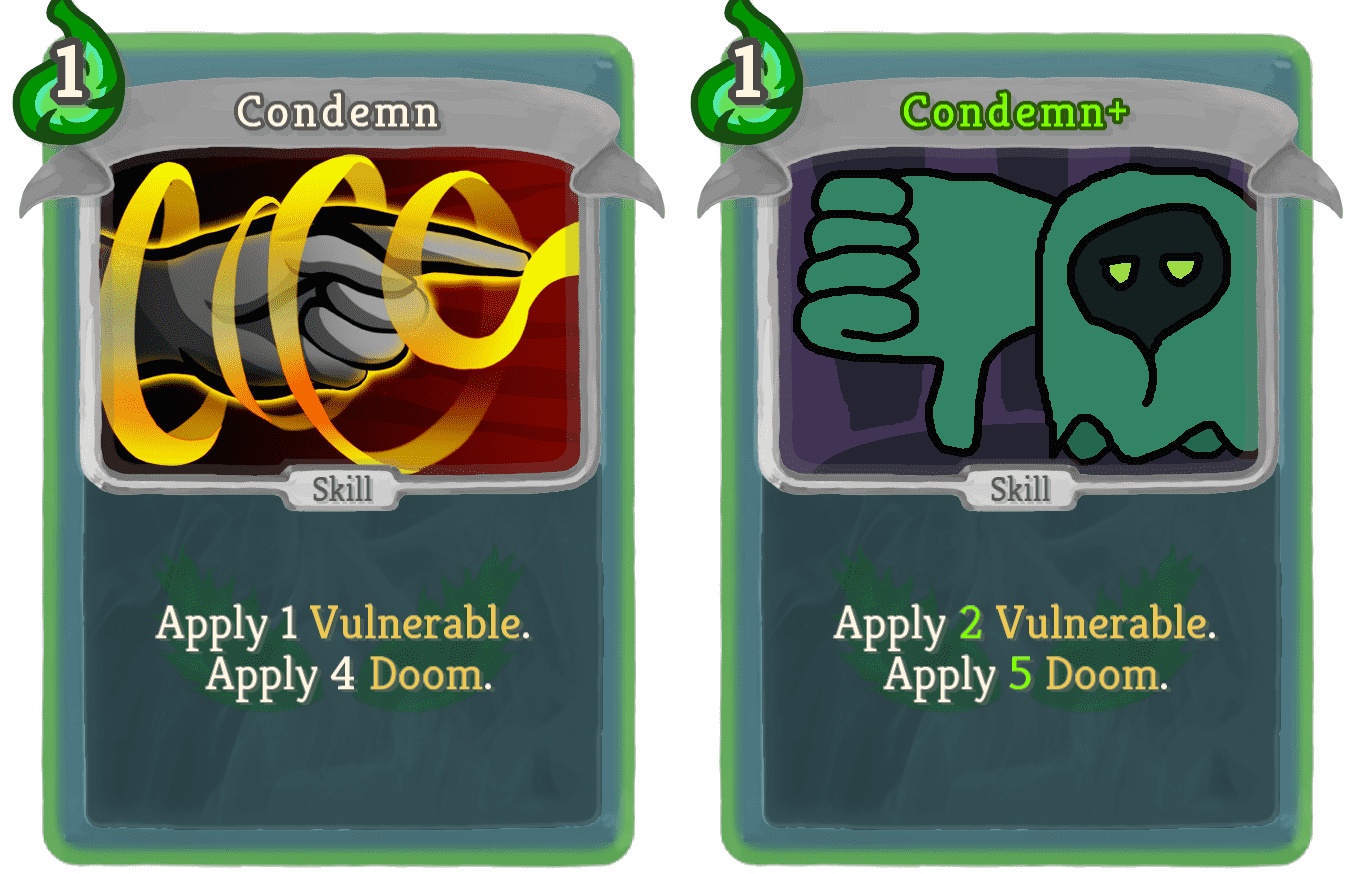 1
Condemn
Skill
Apply 1 Vulnerable.
Apply 4 Doom.
1
Condemn+
Skill
Apply 2 Vulnerable.
Apply 5 Doom.